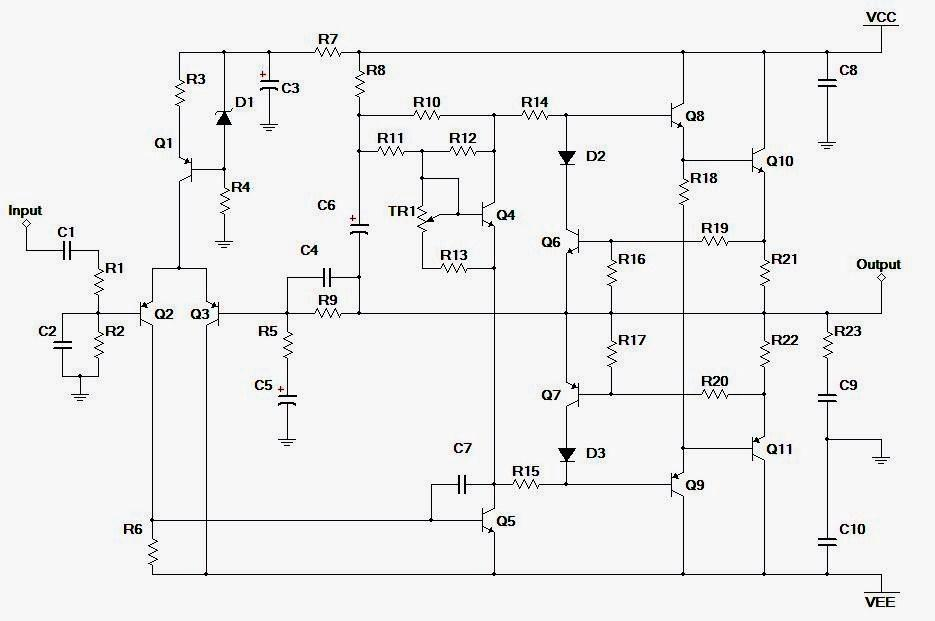 VCC
R7
R8
R3
C3
C8
D1
R10
R14
Q8
Q1
R11
R12
D2
Q10
R4
R18
Input
C6
TR1
Q4
C1
Q6
R19
C4
R13
R16
R21
Output
R1
R9
C2
R2
Q2
Q3
R5
R17
R22
R23
C5
Q7
R20
C9
C7
R15
D3
Q11
Q9
R6
Q5
C10
VEE